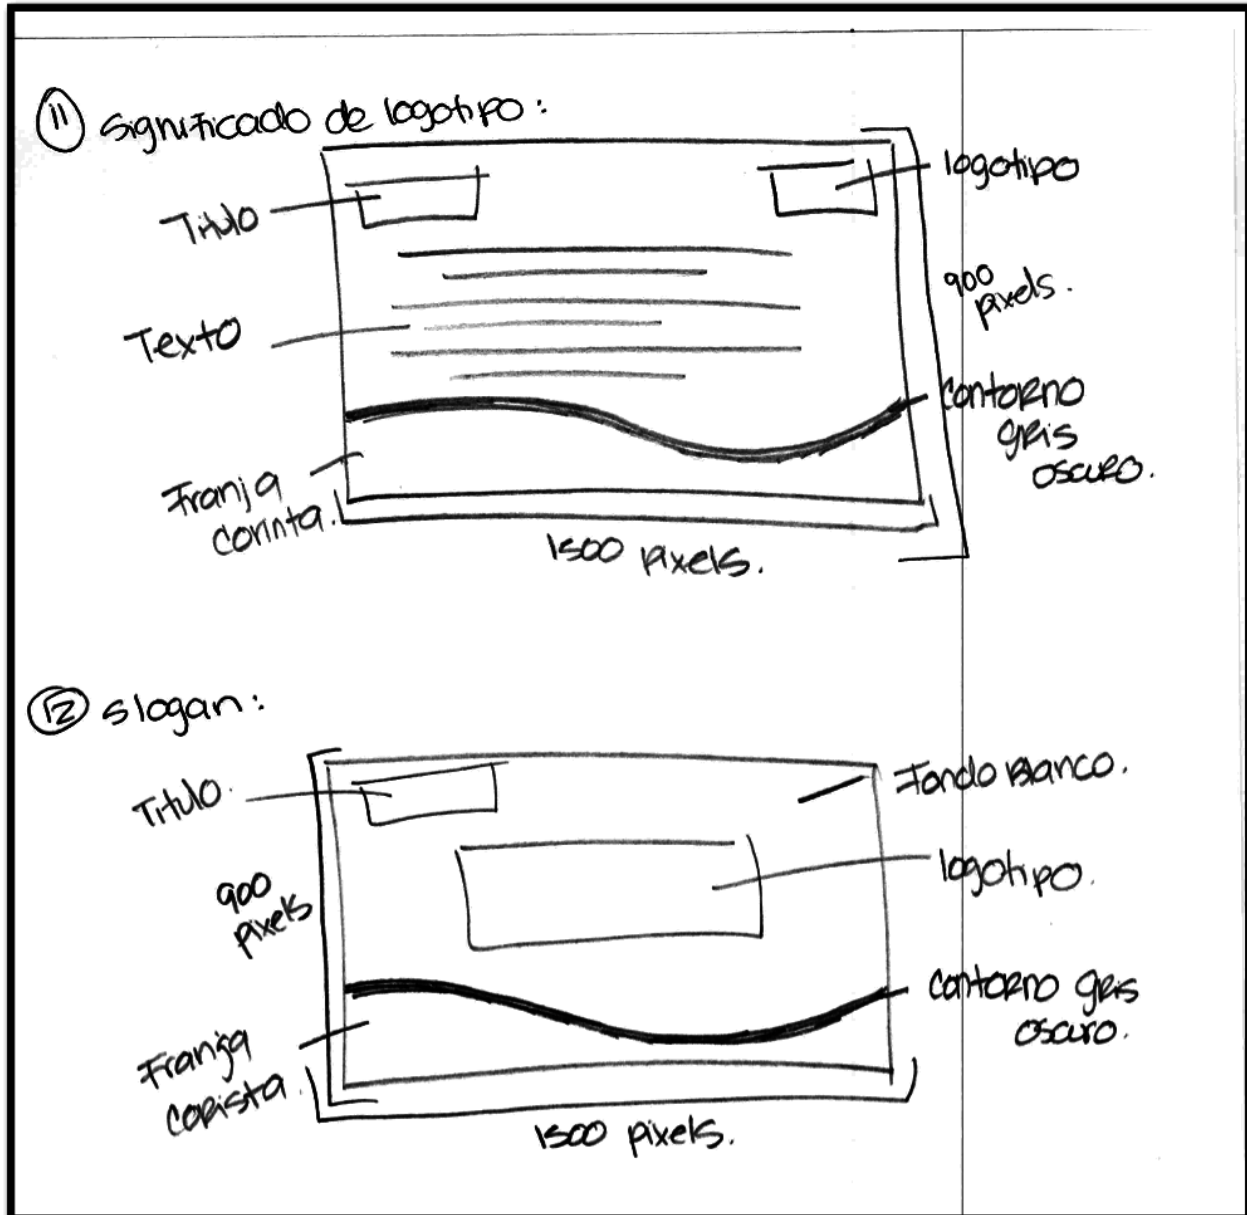 11 Significado de logotipo:
Titulo
logotipo
900
pixels.
Texto
contorno
gris
oscuro.
Franja
corinta.
1500 pixels.
12 slogan:
Titulo.
Fondo Blanco.
900
pixels
logotipo.
contorno gris
oscuro.
Franja
corista.
1500 pixels.